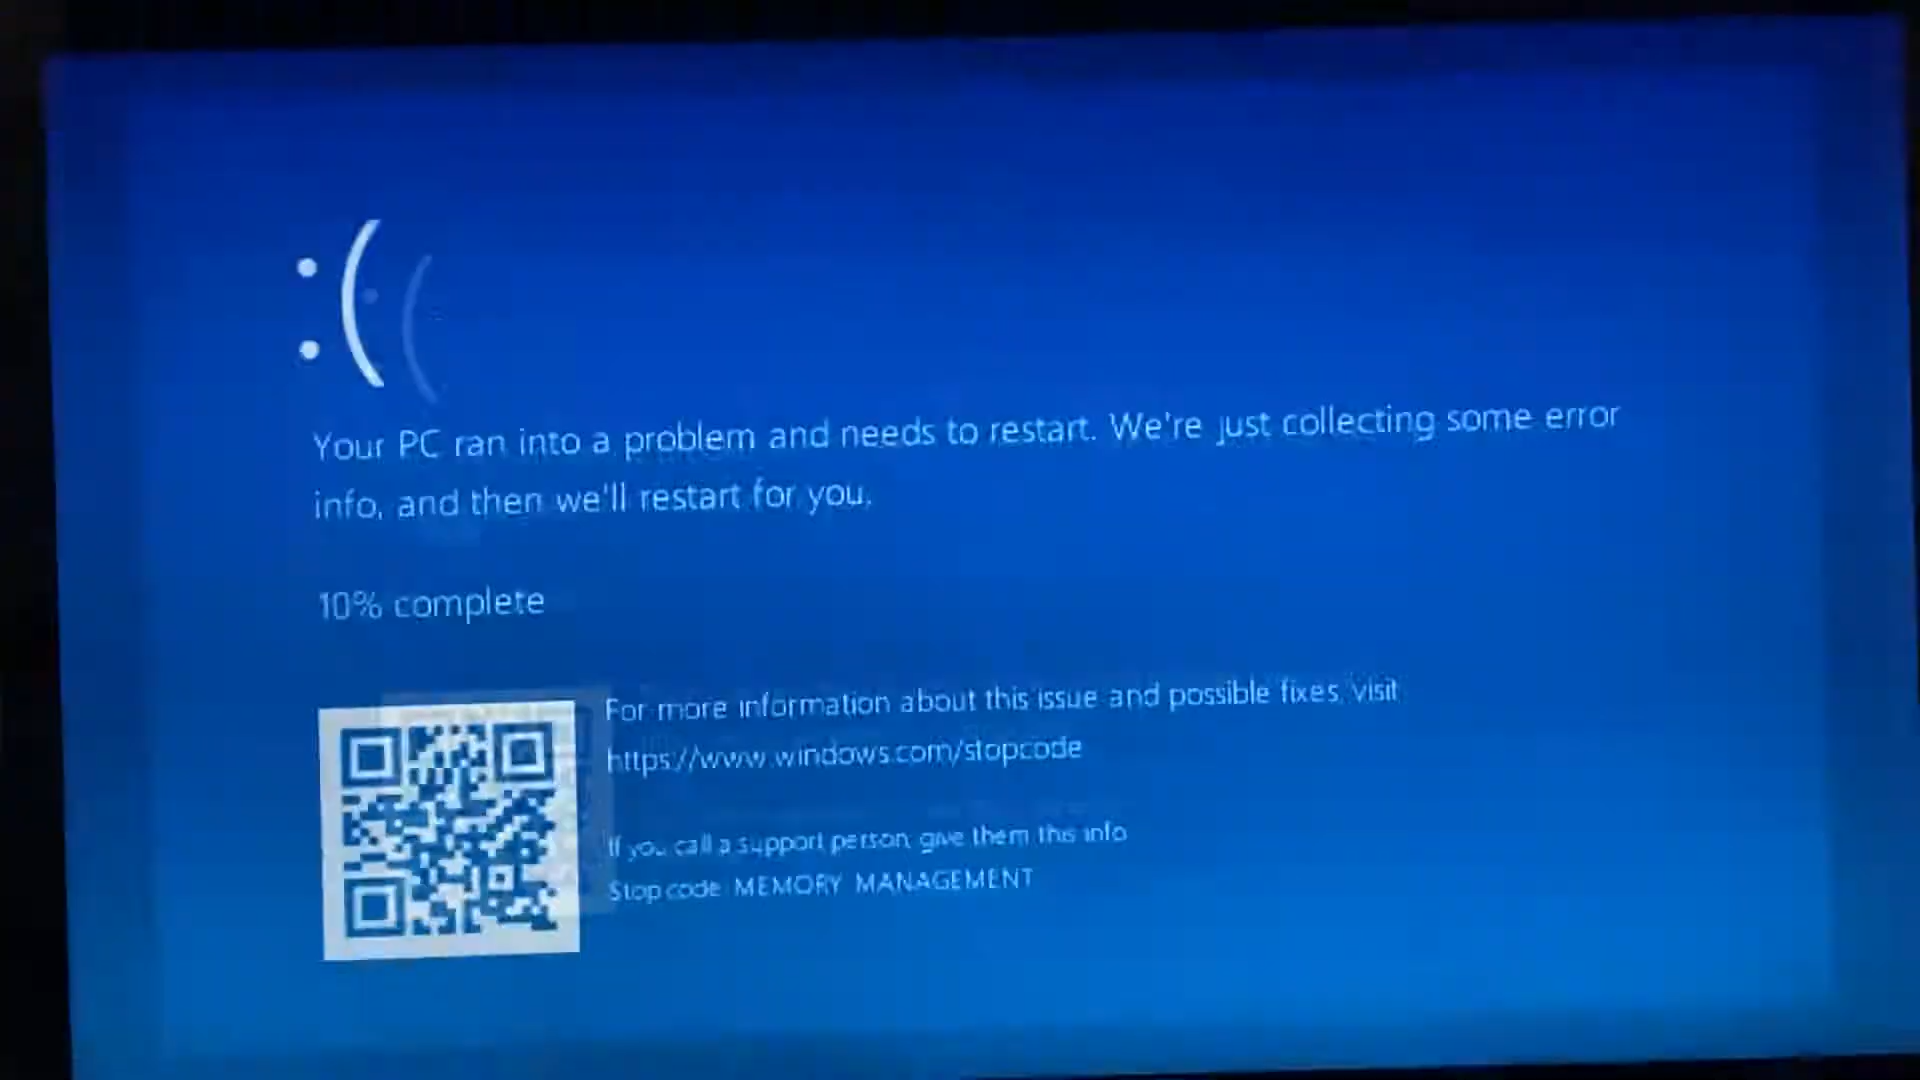 :(
Your PC ran into a problem and needs to restart. We're just collecting some error
info, and then we'll restart for you.
10% complete
For more information about this issue and possible fixes, visit
https://www.windows.com/stopcode
If you call a support person, give them this info
Stop code MEMORY MANAGEMENT